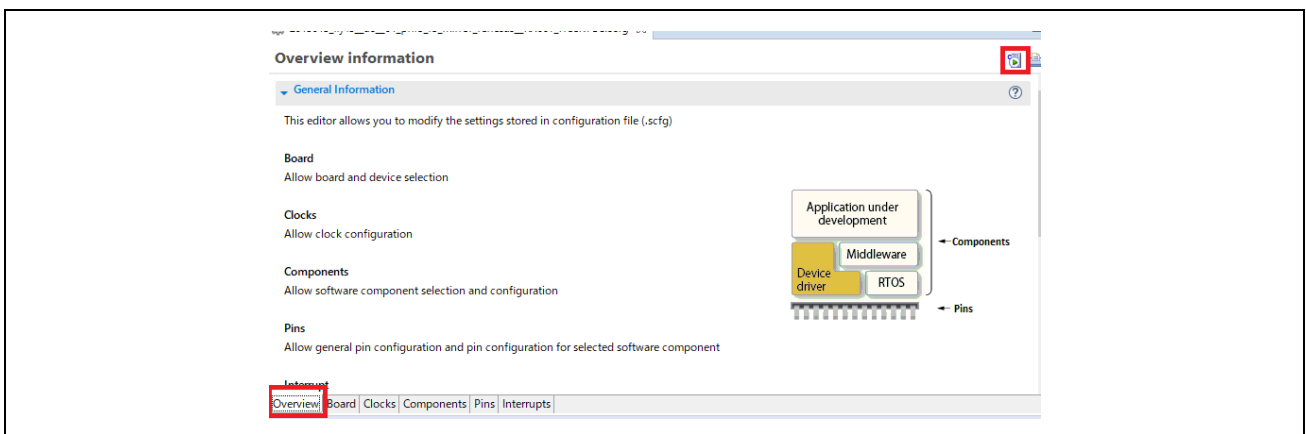 Overview information
General Information
This editor allows you to modify the settings stored in configuration file (.scfg)
Board
Allow board and device selection
Clocks
Allow clock configuration
Components
Allow software component selection and configuration
Pins
Allow general pin configuration and pin configuration for selected software component
Interrupt
Application under
development
Middleware
Device
driver
RTOS
Components
Pins
Overview Board Clocks Components Pins Interrupts